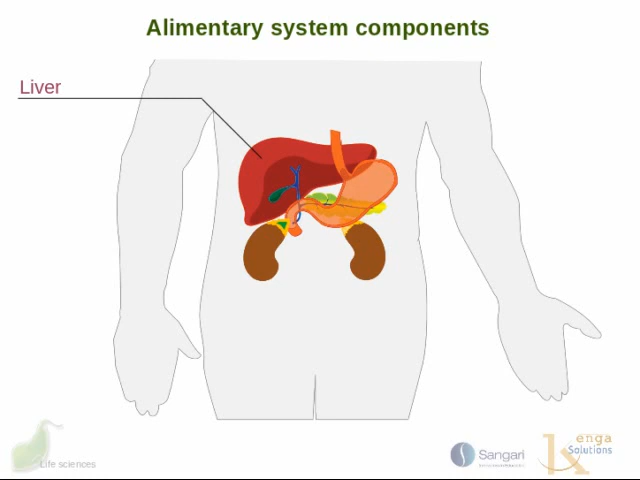 Alimentary system components
Liver
Life sciences
Sangari
enga
Solutions